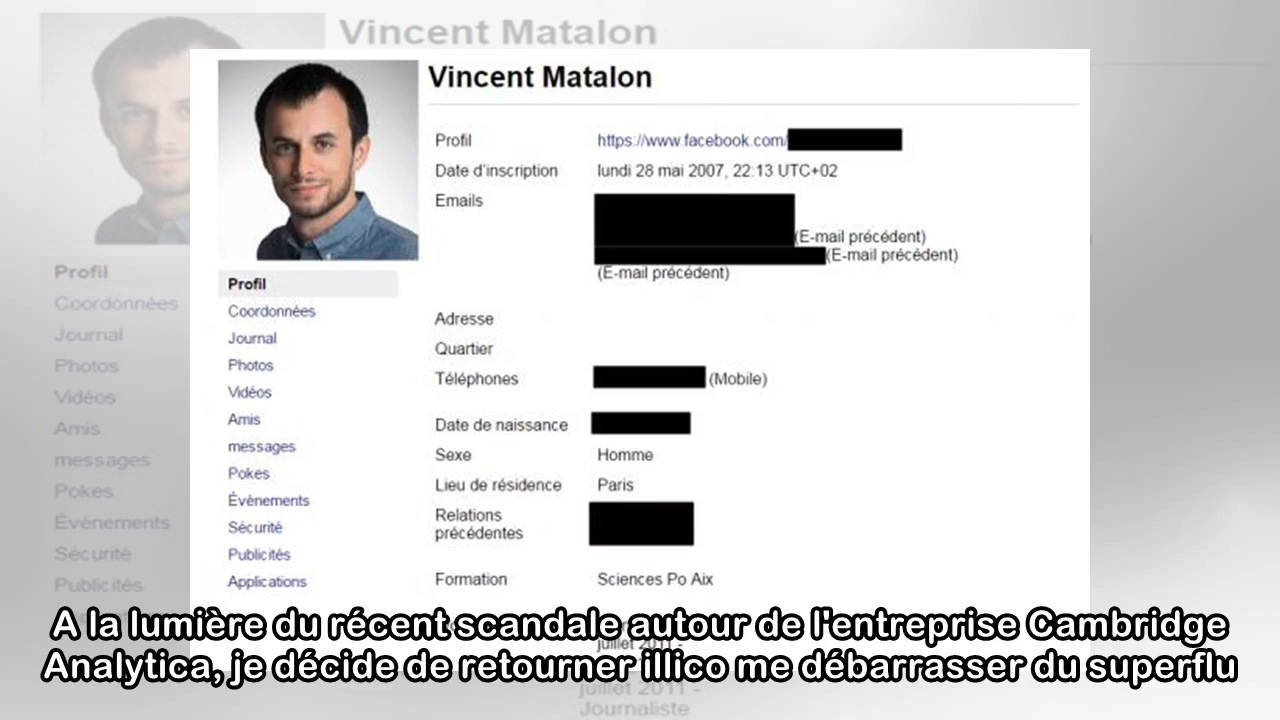 Vincent Matalon
Vincent Matalon
Profil https://www.facebook.com/
Date d'inscription lundi 28 mai 2007, 22:13 UTC+02
Emails
(E-mail précédent)
(E-mail précédent)
(E-mail précédent)
Adresse
Quartier
Téléphones (Mobile)
Date de naissance
Sexe Homme
Lieu de résidence Paris
Relations
précédentes
Formation Sciences Po Aix
juillet 2011 -
Profil
Coordonnées
Journal
Photos
Vidéos
Amis
messages
Pokes
Évènements
Sécurité
Publicités
Applications
Profil
Coordonnées
Journal
Photos
Vidéos
Amis
messages
Pokes
Évènements
Sécurité
Publicités
A la lumière du récent scandale autour de l'entreprise Cambridge
Analytica, je décide de retourner illico me débarrasser du superflu
juillet 2011 -
Journaliste